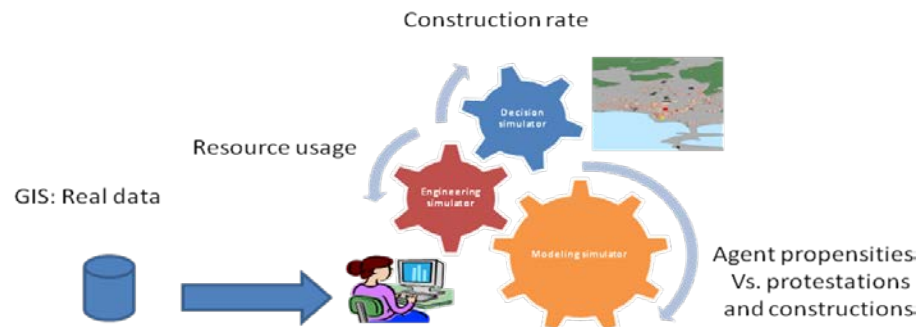 Construction rate
Decision
simulator
Resource usage
Engineering
simulator
GIS: Real data
Modeling simulator
Agent propensities
Vs. protestations
and constructions